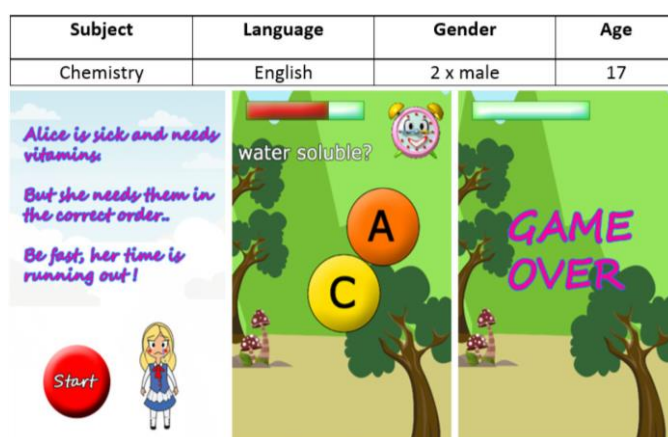 Subject Language Gender Age
Chemistry English 2 x male 17
Alice is sick and needs
vitamins.
But she needs them in
the correct order..
Be fast, her time is
running out!
Start
water soluble?
A
C
GAME
OVER